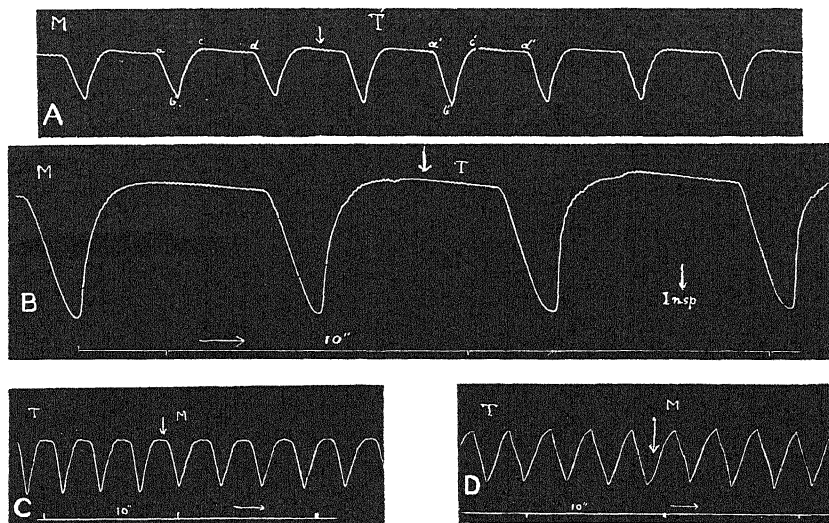 M ↓ T
a c d a' c' a''
b b'
A
M ↓ T
B
↓
Insp
→ 10"
T ↓ M
C
10" →
T M
D
10" →